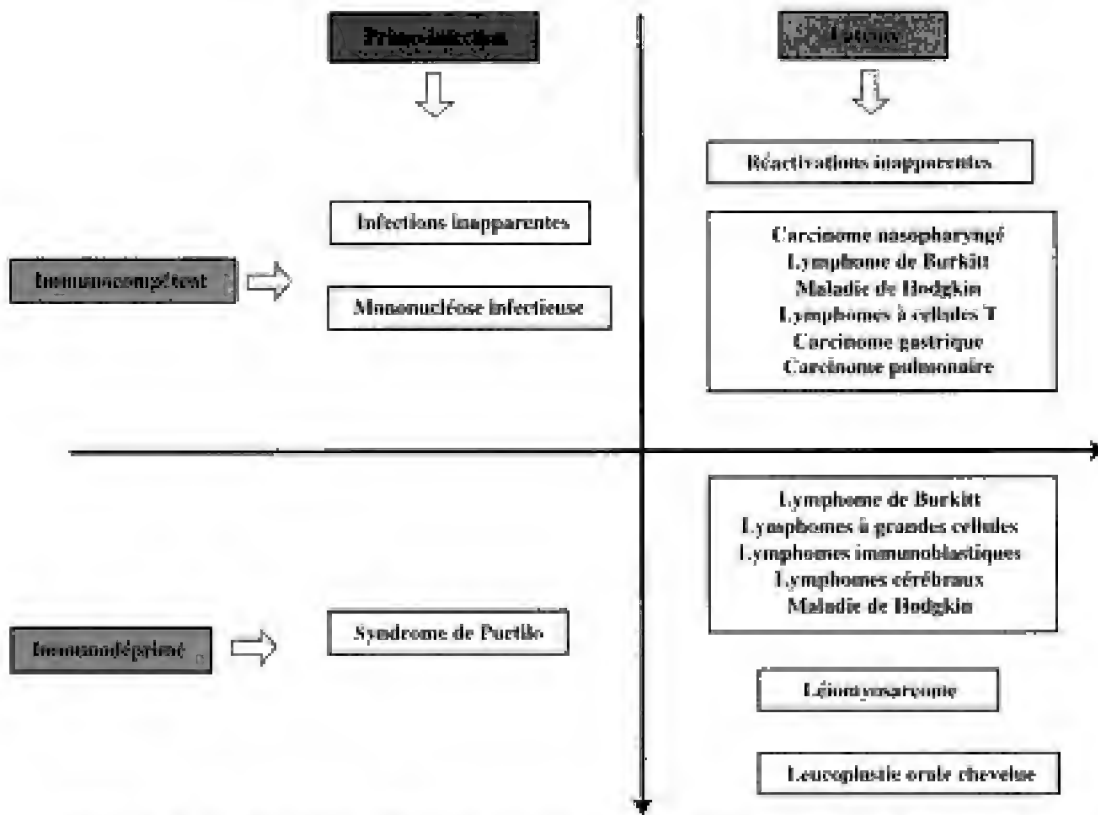 Primo-infection
Latence
Réactivations inapparentes
Infections inapparentes
Carcinome nasopharyngé
Lymphome de Burkitt
Maladie de Hodgkin
Lymphomes à cellules T
Carcinome gastrique
Carcinome pulmonaire
Immunocompétent
Mononucléose infectieuse
Lymphome de Burkitt
Lymphomes à grandes cellules
Lymphomes immunoblastiques
Lymphomes cérébraux
Maladie de Hodgkin
Immunodéprimé
Syndrome de Purtilo
Léiomyosarcome
Leucoplasie orale chevelue